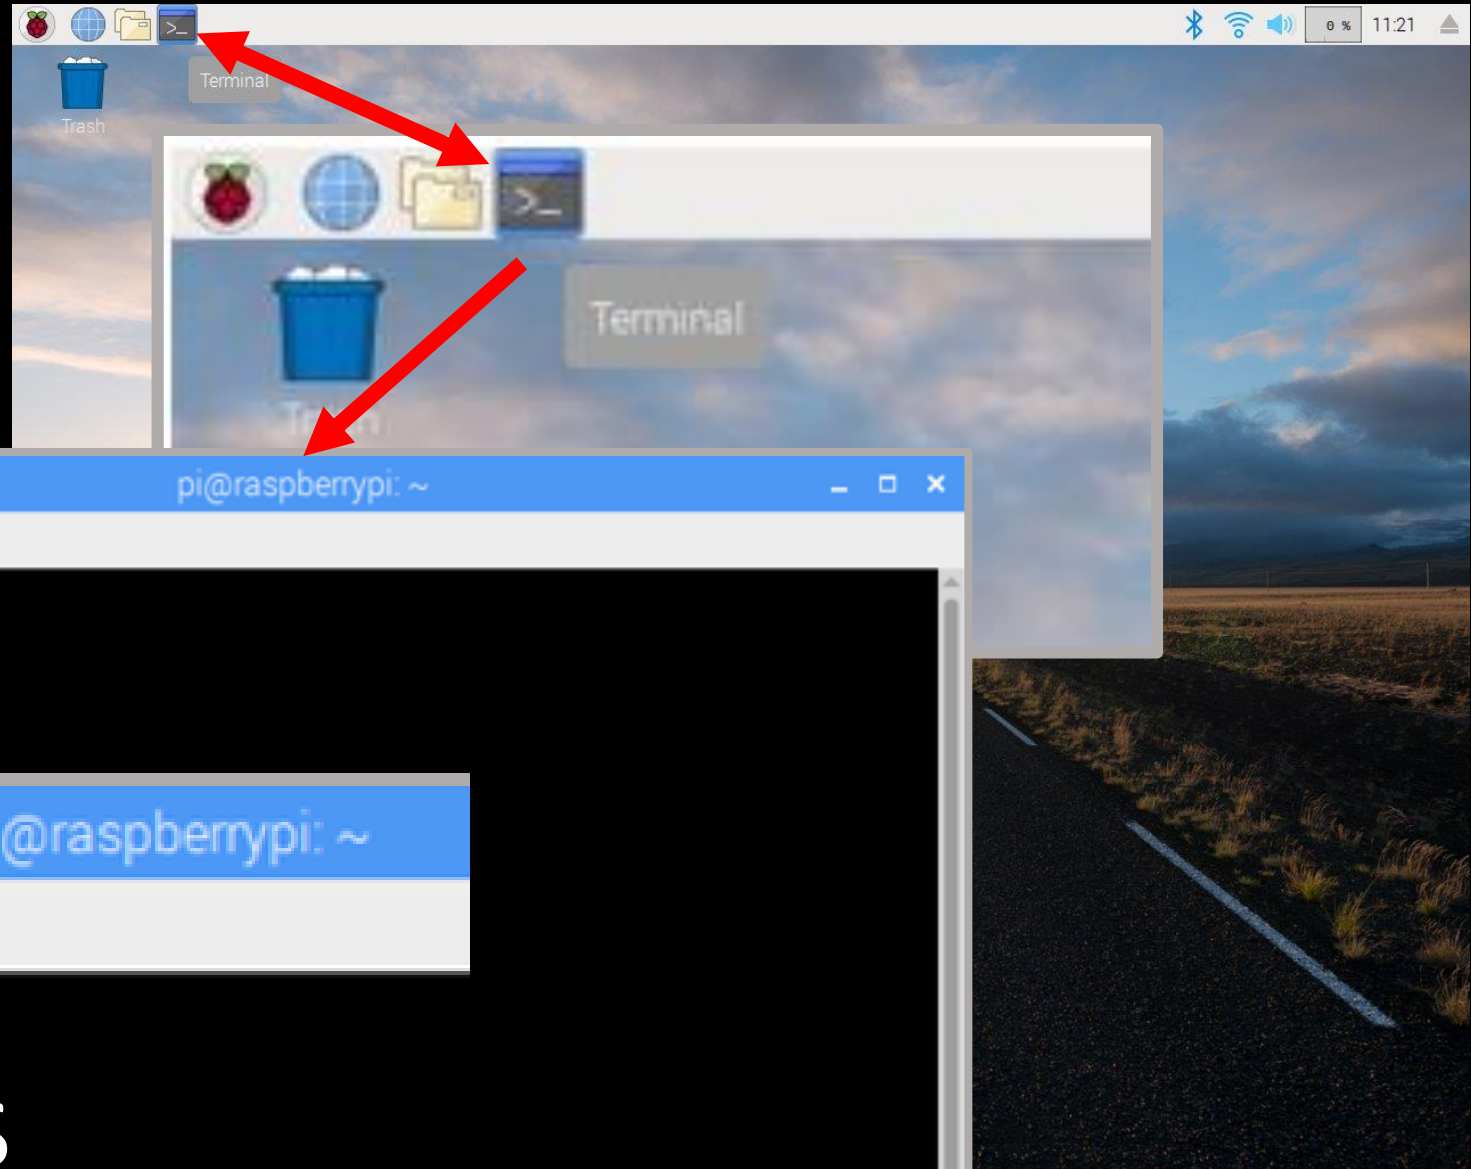 0 % 11:21
Terminal
Trash
>_
Terminal
pi@raspberrypi: ~
@raspberrypi: ~